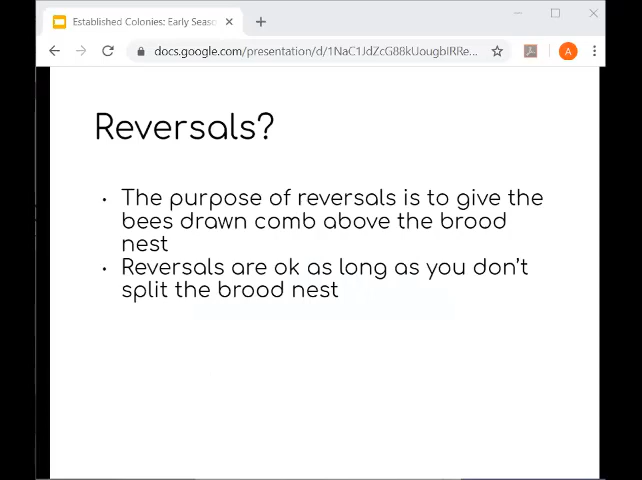 Established Colonies: Early Seaso
docs.google.com/presentation/d/1NaC1JdZcG88kUougbIRRe...
A
Reversals?
• The purpose of reversals is to give the
bees drawn comb above the brood
nest
• Reversals are ok as long as you don't
split the brood nest